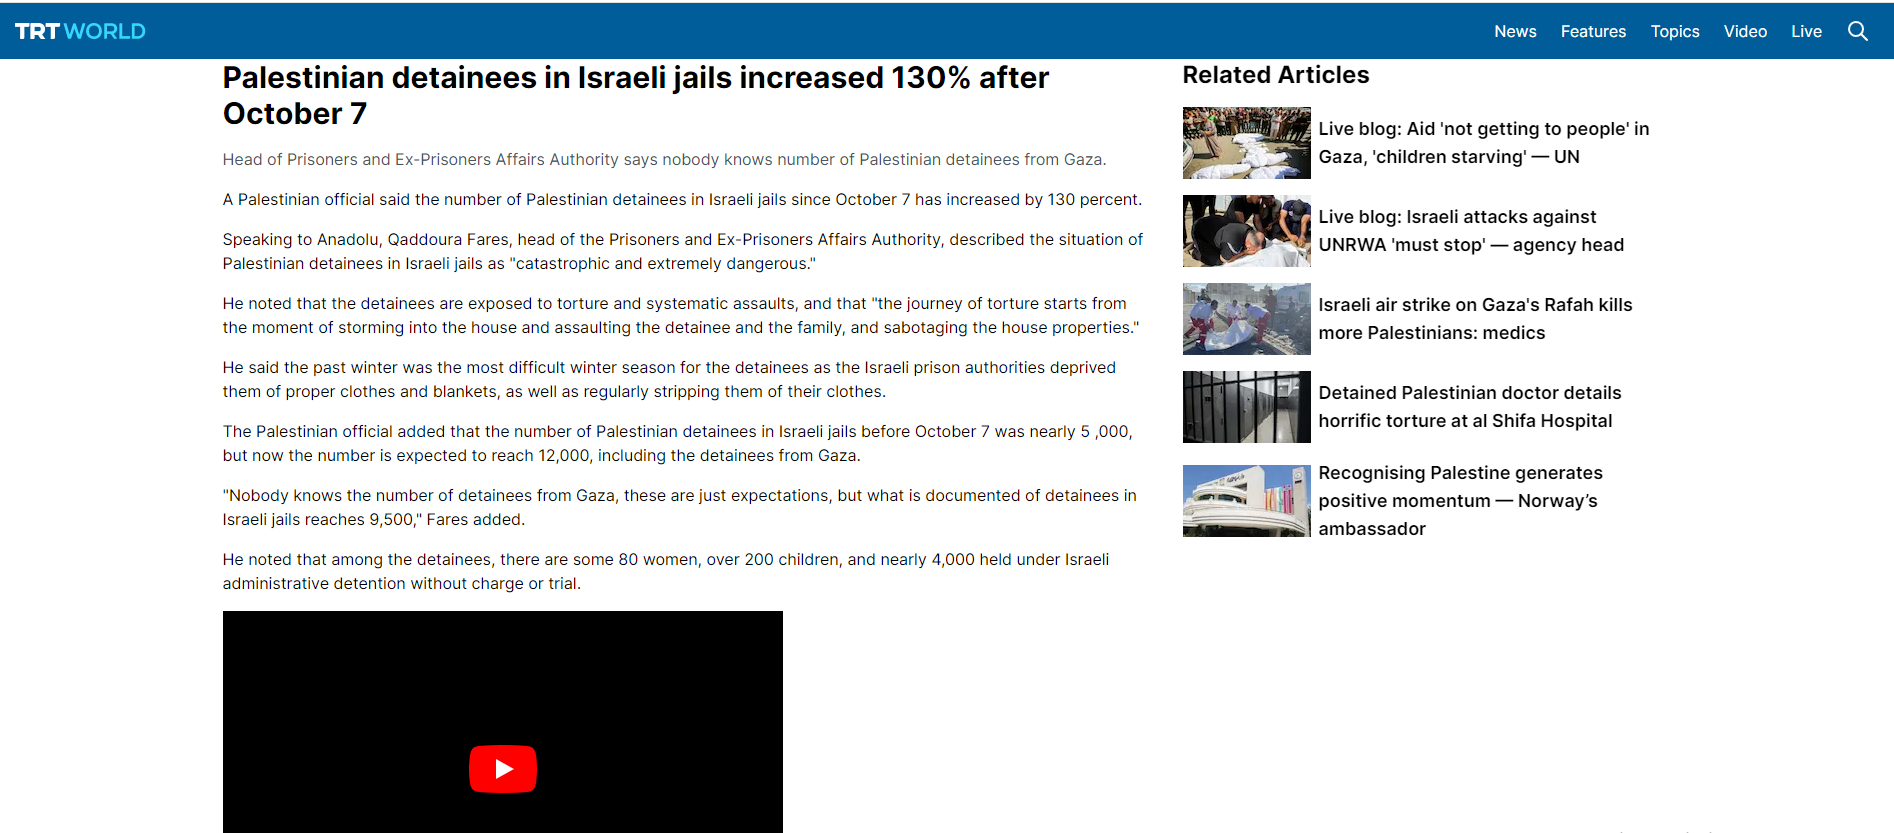 TRT WORLD
News Features Topics Video Live
Palestinian detainees in Israeli jails increased 130% after
October 7
Head of Prisoners and Ex-Prisoners Affairs Authority says nobody knows number of Palestinian detainees from Gaza.
A Palestinian official said the number of Palestinian detainees in Israeli jails since October 7 has increased by 130 percent.
Speaking to Anadolu, Qaddoura Fares, head of the Prisoners and Ex-Prisoners Affairs Authority, described the situation of
Palestinian detainees in Israeli jails as "catastrophic and extremely dangerous."
He noted that the detainees are exposed to torture and systematic assaults, and that "the journey of torture starts from
the moment of storming into the house and assaulting the detainee and the family, and sabotaging the house properties."
He said the past winter was the most difficult winter season for the detainees as the Israeli prison authorities deprived
them of proper clothes and blankets, as well as regularly stripping them of their clothes.
The Palestinian official added that the number of Palestinian detainees in Israeli jails before October 7 was nearly 5 ,000,
but now the number is expected to reach 12,000, including the detainees from Gaza.
"Nobody knows the number of detainees from Gaza, these are just expectations, but what is documented of detainees in
Israeli jails reaches 9,500," Fares added.
He noted that among the detainees, there are some 80 women, over 200 children, and nearly 4,000 held under Israeli
administrative detention without charge or trial.
Related Articles
Live blog: Aid 'not getting to people' in
Gaza, 'children starving' — UN
Live blog: Israeli attacks against
UNRWA 'must stop' — agency head
Israeli air strike on Gaza's Rafah kills
more Palestinians: medics
Detained Palestinian doctor details
horrific torture at al Shifa Hospital
Recognising Palestine generates
positive momentum — Norway’s
ambassador